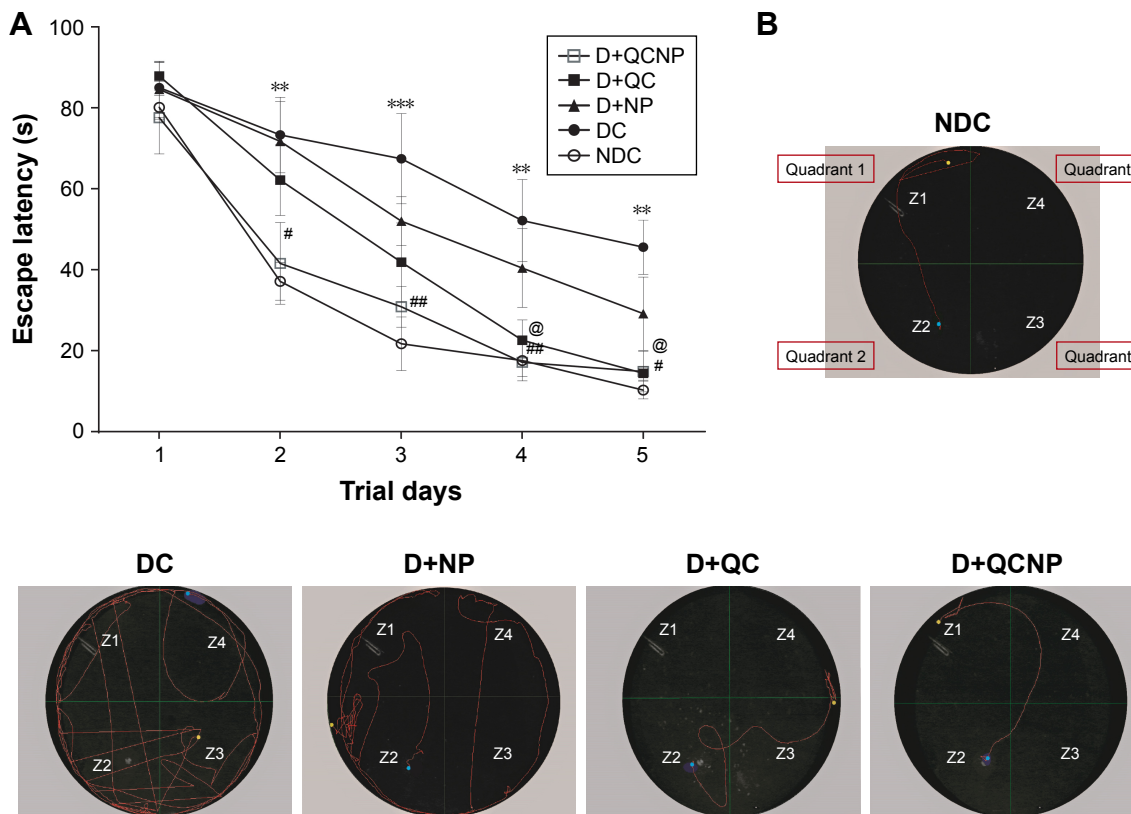 A
B
100
80
60
40
20
0
Escape latency (s)
1
2
3
4
5
Trial days
D+QCNP
D+QC
D+NP
DC
NDC
**
***
**
**
#
##
@
##
@
#
NDC
Quadrant 1
Quadrant
Z1
Z4
Z2
Z3
Quadrant 2
Quadrant
DC
D+NP
D+QC
D+QCNP
Z1
Z4
Z2
Z3
Z1
Z4
Z2
Z3
Z1
Z4
Z2
Z3
Z1
Z4
Z2
Z3